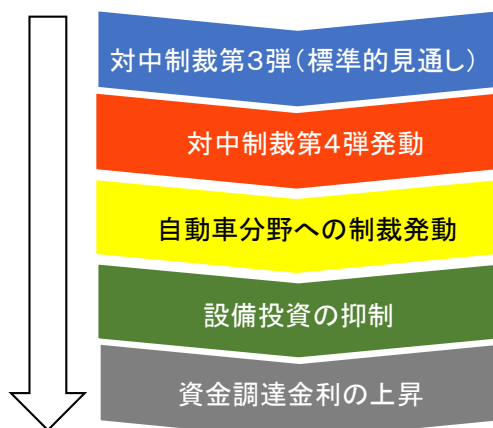 対中制裁第3弾（標準的見通し）
対中制裁第4弾発動
自動車分野への制裁発動
設備投資の抑制
資金調達金利の上昇